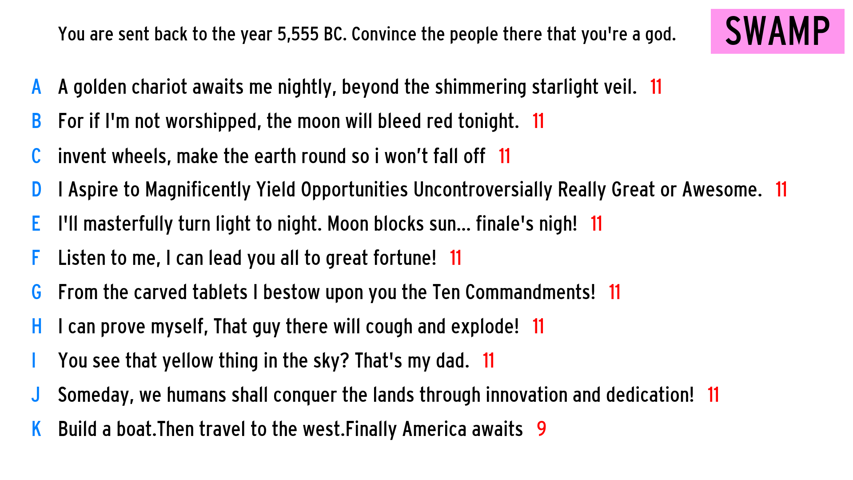 You are sent back to the year 5,555 BC. Convince the people there that you're a god.
SWAMP
A A golden chariot awaits me nightly, beyond the shimmering starlight veil. 11
B For if I'm not worshipped, the moon will bleed red tonight. 11
C invent wheels, make the earth round so i won’t fall off 11
D I Aspire to Magnificently Yield Opportunities Uncontroversially Really Great or Awesome. 11
E I'll masterfully turn light to night. Moon blocks sun... finale's nigh! 11
F Listen to me, I can lead you all to great fortune! 11
G From the carved tablets I bestow upon you the Ten Commandments! 11
H I can prove myself, That guy there will cough and explode! 11
I You see that yellow thing in the sky? That's my dad. 11
J Someday, we humans shall conquer the lands through innovation and dedication! 11
K Build a boat.Then travel to the west.Finally America awaits 9